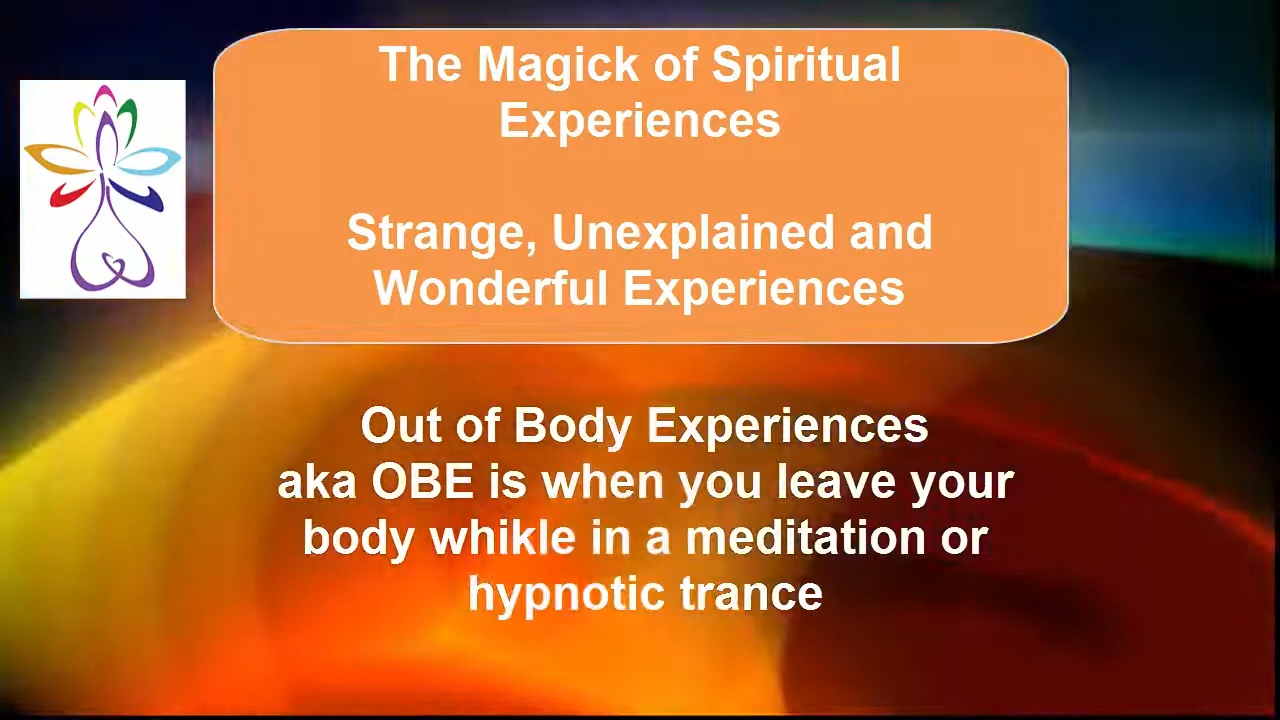 The Magick of Spiritual
Experiences
Strange, Unexplained and
Wonderful Experiences
Out of Body Experiences
aka OBE is when you leave your
body whikle in a meditation or
hypnotic trance